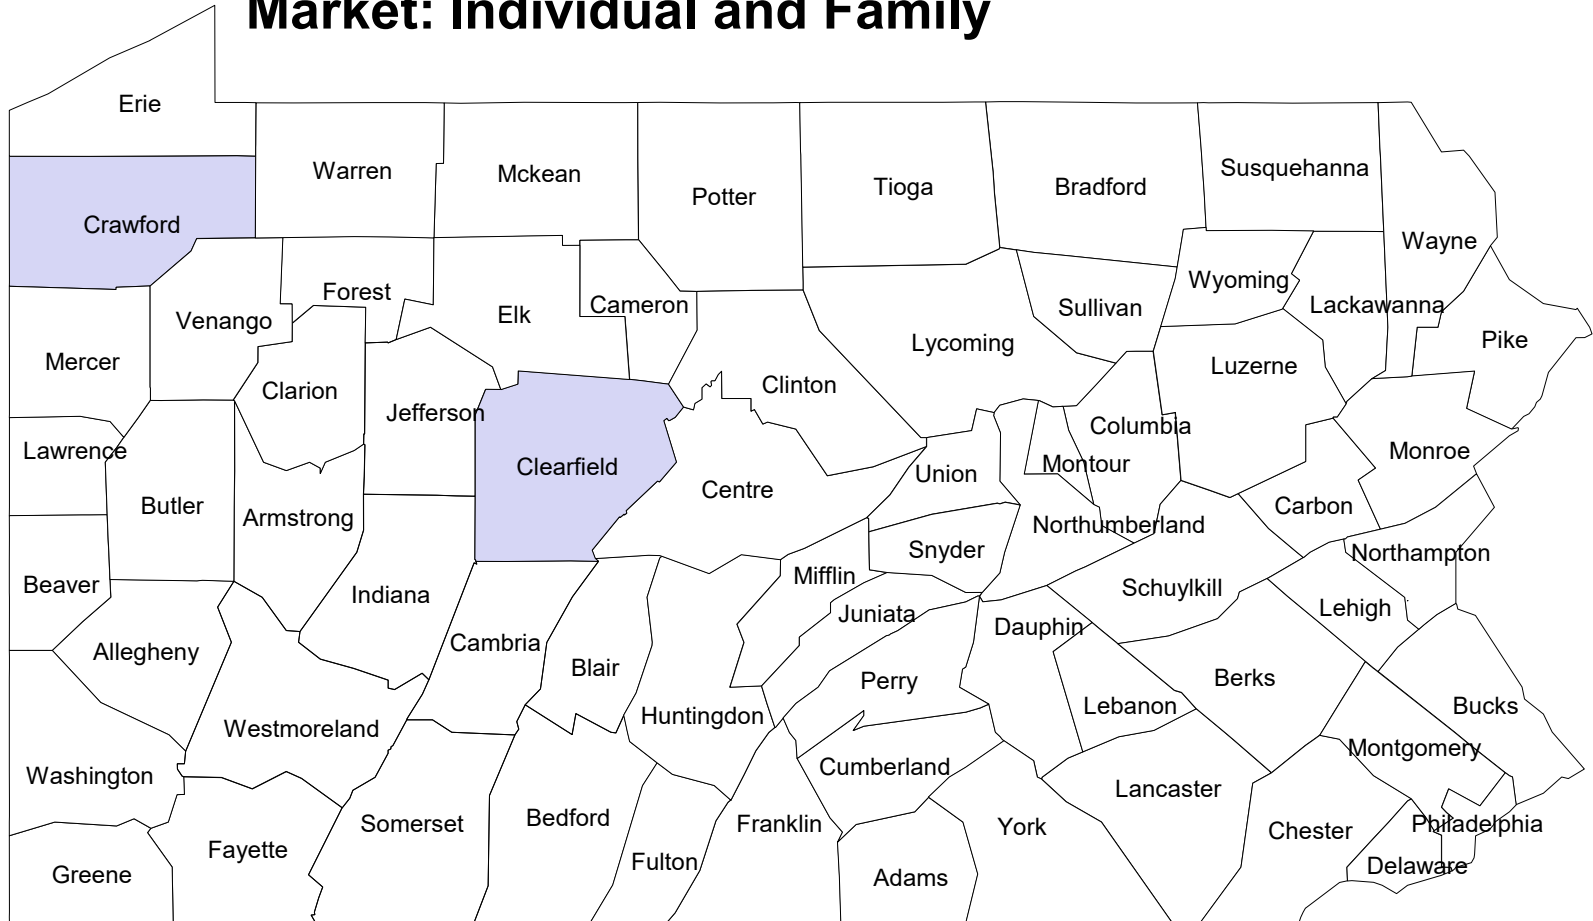 Market: Individual and Family
Erie
Warren
Mckean
Potter
Tioga
Bradford
Susquehanna
Crawford
Wayne
Wyoming
Forest
Cameron
Lackawanna
Sullivan
Elk
Venango
Lycoming
Pike
Mercer
Luzerne
Clinton
Clarion
Jefferson
Columbia
Lawrence
Monroe
Clearfield
Montour
Union
Centre
Butler
Carbon
Armstrong
Northumberland
Snyder
Northampton
Mifflin
Beaver
Schuylkill
Indiana
Lehigh
Juniata
Dauphin
Cambria
Allegheny
Blair
Berks
Perry
Lebanon
Bucks
Huntingdon
Westmoreland
Montgomery
Cumberland
Washington
Lancaster
Bedford
Somerset
Franklin
Philadelphia
York
Chester
Fayette
Fulton
Delaware
Greene
Adams